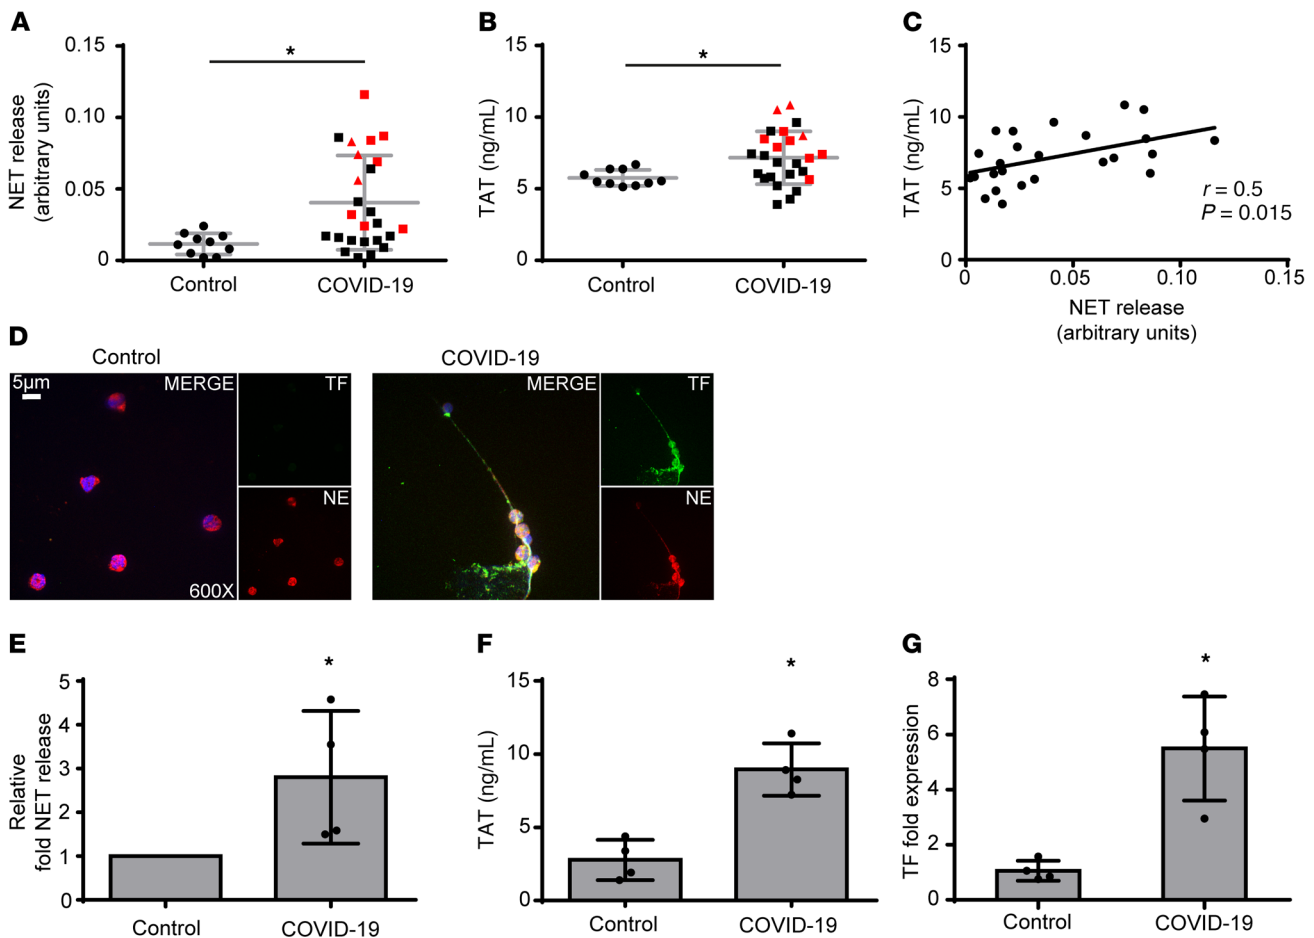 A
NET release
(arbitrary units)
0.15
0.10
0.05
0
*
Control
COVID-19
B
TAT (ng/mL)
15
10
5
0
*
Control
COVID-19
C
TAT (ng/mL)
15
10
5
0
r = 0.5
P = 0.015
0
0.05
0.10
0.15
NET release
(arbitrary units)
D
Control
5µm
MERGE
600X
TF
NE
COVID-19
MERGE
TF
NE
E
Relative
fold NET release
5
4
3
2
1
0
*
Control
COVID-19
F
TAT (ng/mL)
15
10
5
0
*
Control
COVID-19
G
TF fold expression
8
6
4
2
0
*
Control
COVID-19